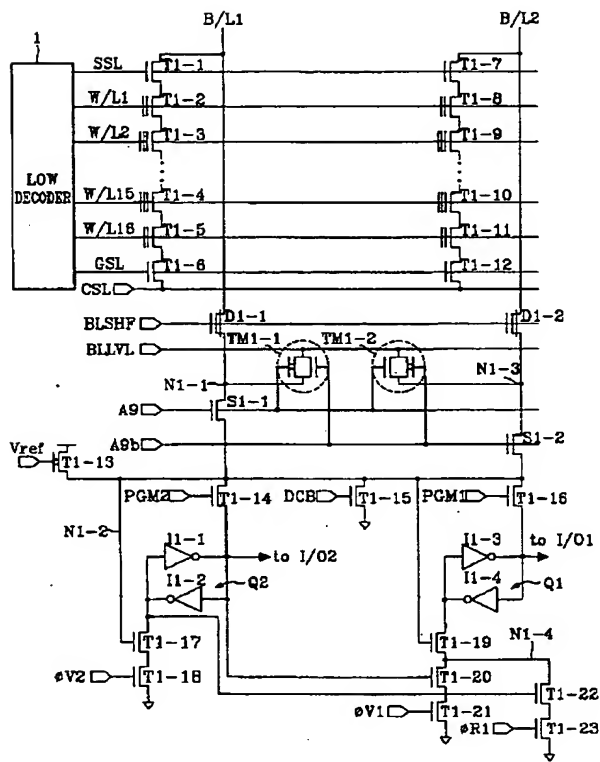 B/L1 B/L2
1
SSL T1-1 T1-7
W/L1 T1-2 T1-8
W/L2 T1-3 T1-9
LOW
DECODER
W/L15 T1-4 T1-10
W/L16 T1-5 T1-11
GSL T1-6 T1-12
CSL
BLSHF D1-1 D1-2
TM1-1 TM1-2
BLLVL
N1-1 N1-3
A9 S1-1
A9b S1-2
Vref
T1-13
PGM2 T1-14 DCB T1-15 PGM1 T1-16
N1-2 I1-1 to I/O2 I1-3 to I/O1
I1-2 Q2 I1-4 Q1
T1-17 T1-19 N1-4
øV2 T1-18 T1-20
T1-22
øV1 T1-21
øR1 T1-23